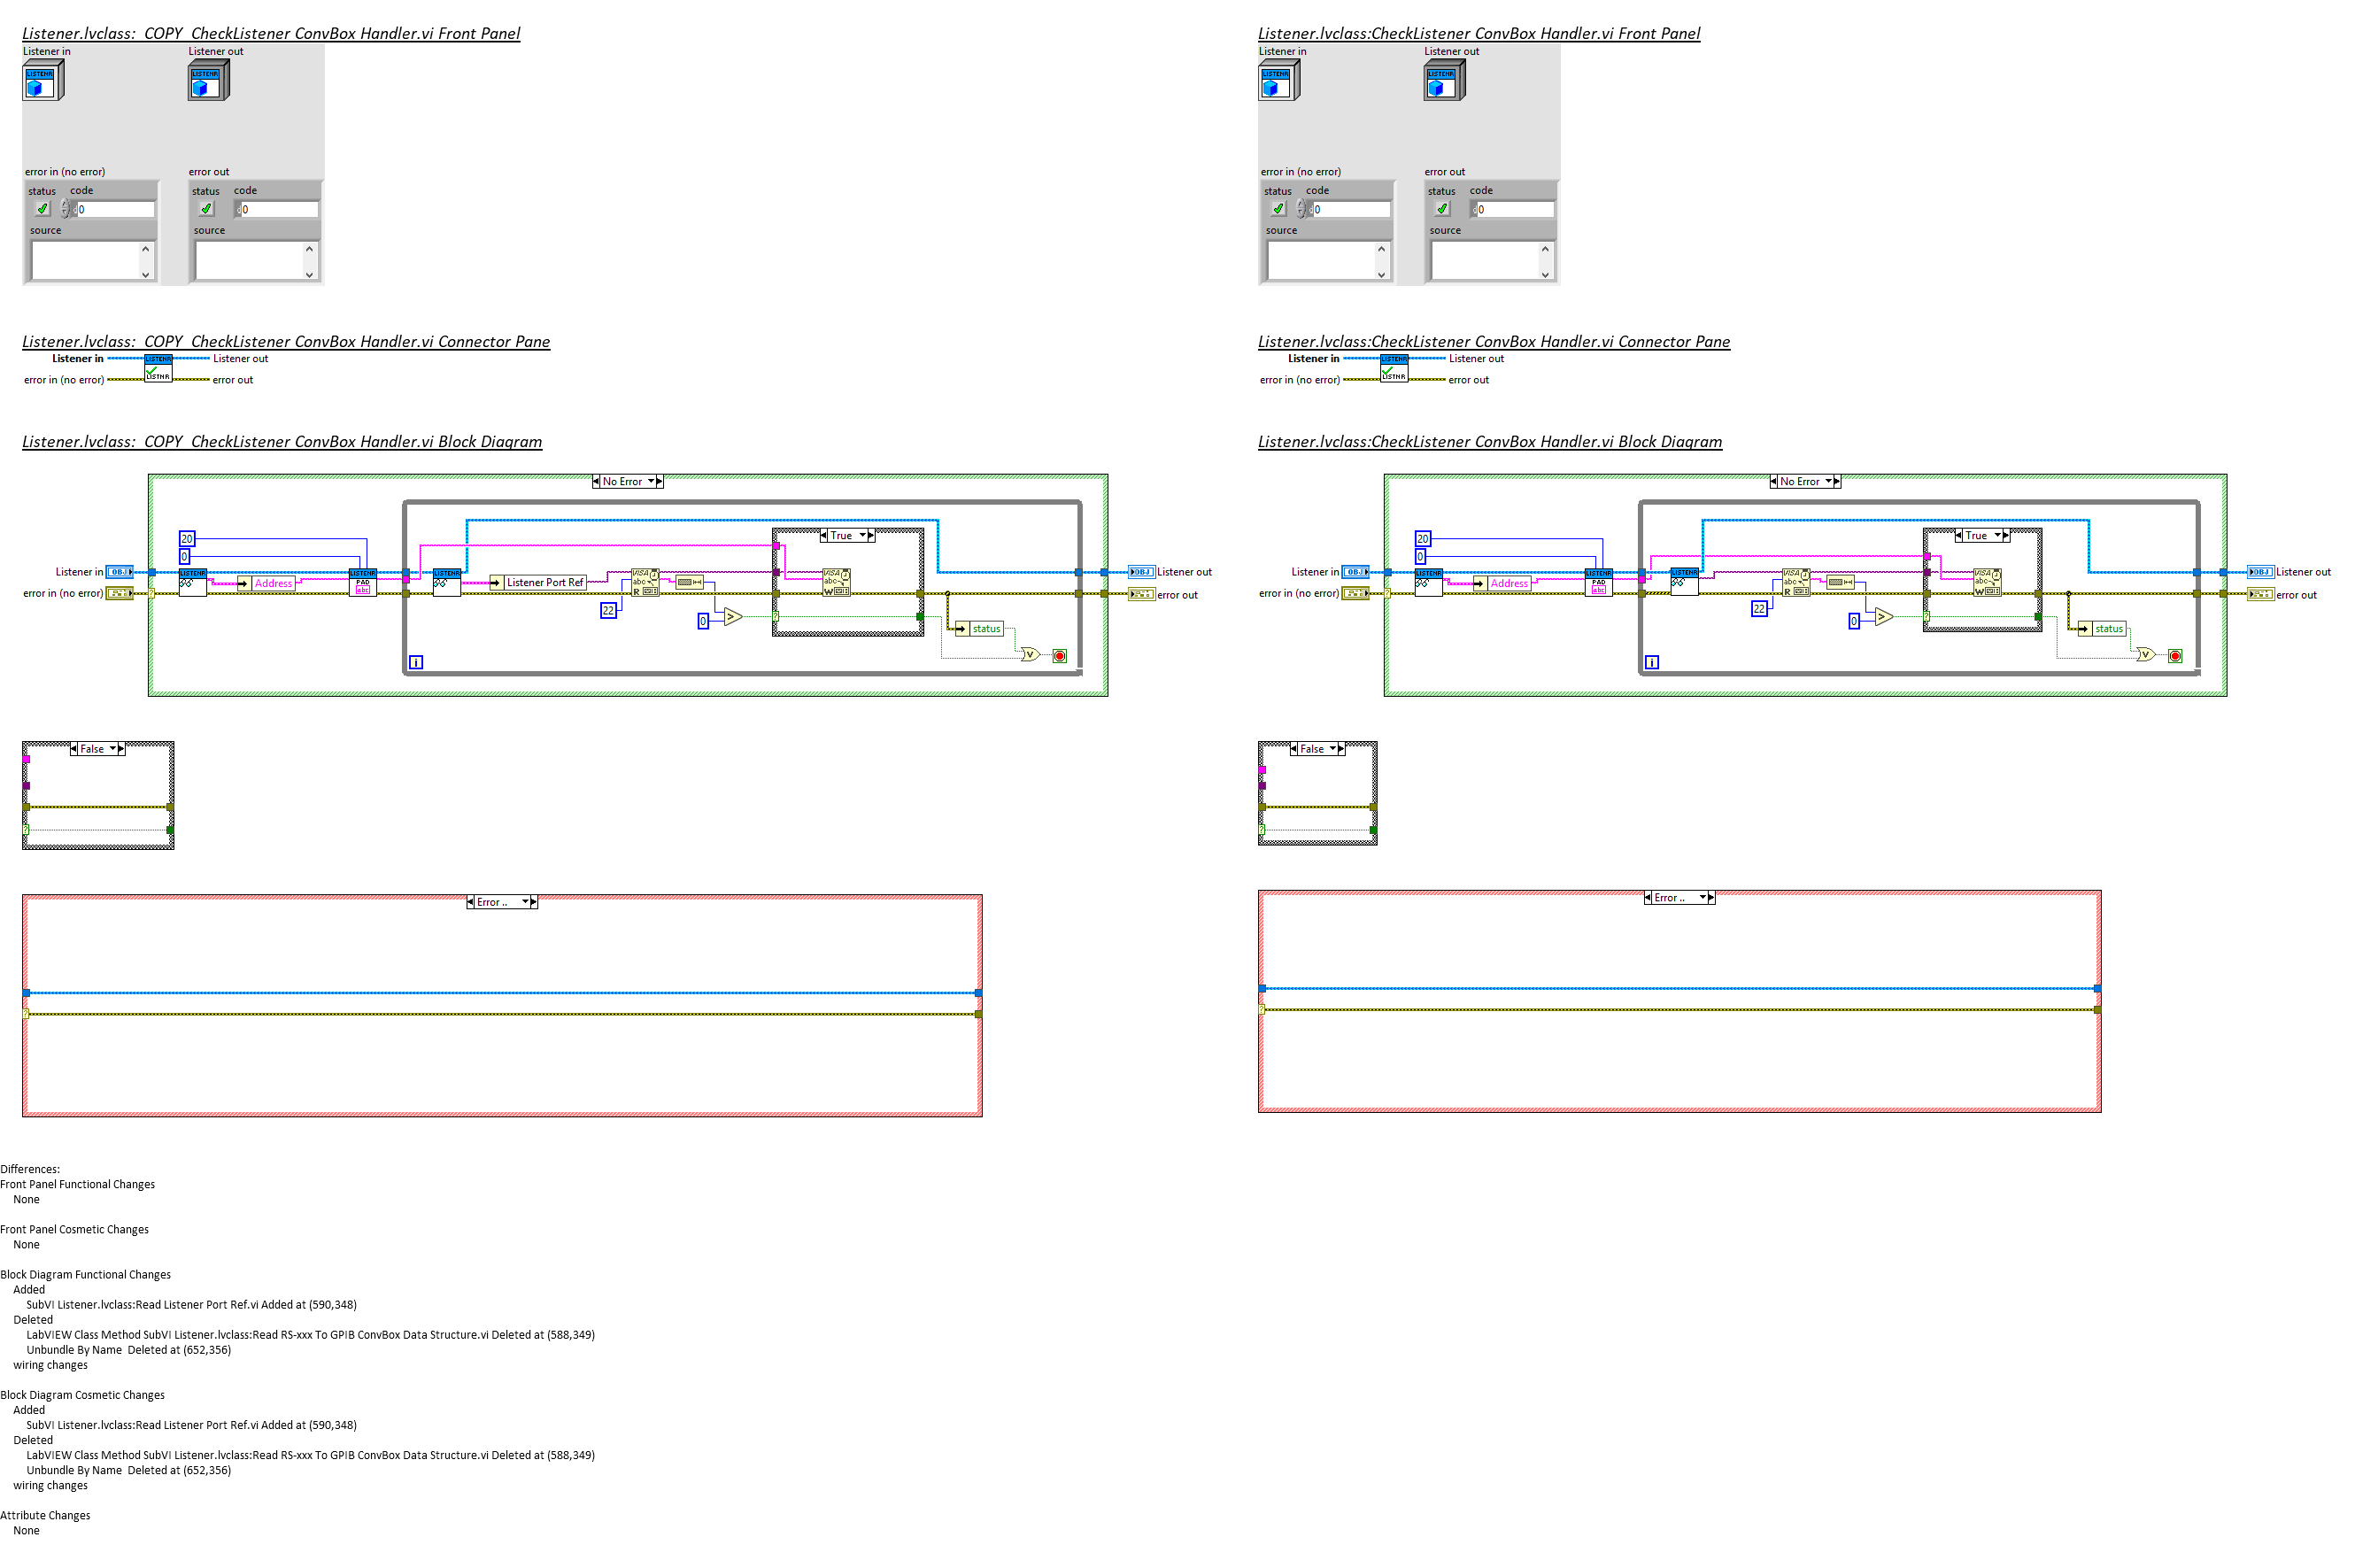 Listener.lvclass:_COPY_CheckListener ConvBox Handler.vi Front Panel
Listener in
Listener out
LISTENR
LISTENR
error in (no error)
error out
status
code
status
code
0
0
source
source
Listener.lvclass:_COPY_CheckListener ConvBox Handler.vi Connector Pane
Listener in
LISTENR
Listener out
error in (no error)
LISTNR
error out
Listener.lvclass:_COPY_CheckListener ConvBox Handler.vi Block Diagram
No Error
True
20
0
Listener in
OBJ
LISTENR
Address
LISTENR
PAD
abc
LISTENR
Listener Port Ref
VISA
abc
R
VISA
abc
W
OBJ
Listener out
error in (no error)
error out
22
0
>
?
?
status
V
i
False
?
Error ..
?
Listener.lvclass:CheckListener ConvBox Handler.vi Front Panel
Listener in
Listener out
LISTENR
LISTENR
error in (no error)
error out
status
code
status
code
0
0
source
source
Listener.lvclass:CheckListener ConvBox Handler.vi Connector Pane
Listener in
LISTENR
Listener out
error in (no error)
LISTNR
error out
Listener.lvclass:CheckListener ConvBox Handler.vi Block Diagram
No Error
True
20
0
Listener in
OBJ
LISTENR
Address
LISTENR
PAD
abc
LISTENR
VISA
abc
R
VISA
abc
W
OBJ
Listener out
error in (no error)
error out
22
0
>
?
?
status
V
i
False
?
Error ..
?
Differences:
Front Panel Functional Changes
None
Front Panel Cosmetic Changes
None
Block Diagram Functional Changes
Added
SubVI Listener.lvclass:Read Listener Port Ref.vi Added at (590,348)
Deleted
LabVIEW Class Method SubVI Listener.lvclass:Read RS-xxx To GPIB ConvBox Data Structure.vi Deleted at (588,349)
Unbundle By Name  Deleted at (652,356)
wiring changes
Block Diagram Cosmetic Changes
Added
SubVI Listener.lvclass:Read Listener Port Ref.vi Added at (590,348)
Deleted
LabVIEW Class Method SubVI Listener.lvclass:Read RS-xxx To GPIB ConvBox Data Structure.vi Deleted at (588,349)
Unbundle By Name  Deleted at (652,356)
wiring changes
Attribute Changes
None